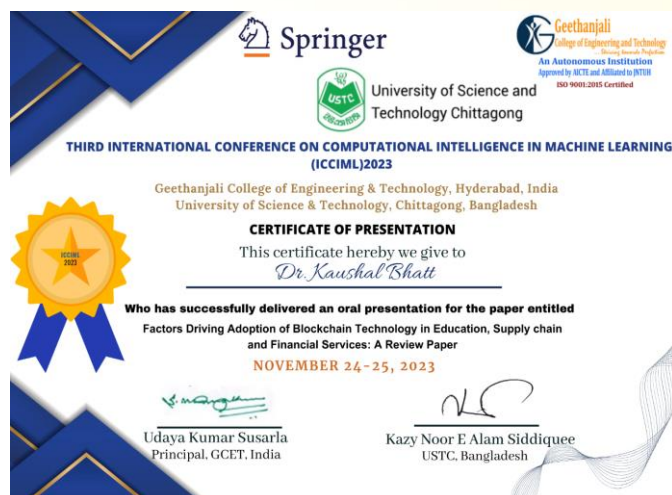 Springer
Geethanjali
College of Engineering and Technology
... Striving towards Perfection
An Autonomous Institution
Approved by AICTE and Affiliated to JNTUH
ISO 9001:2015 Certified
USTC
University of Science and
Technology Chittagong
THIRD INTERNATIONAL CONFERENCE ON COMPUTATIONAL INTELLIGENCE IN MACHINE LEARNING
(ICCIML)2023
Geethanjali College of Engineering & Technology, Hyderabad, India
University of Science & Technology, Chittagong, Bangladesh
CERTIFICATE OF PRESENTATION
This certificate hereby we give to
Dr. Kaushal Bhatt
ICCIML
2023
Who has successfully delivered an oral presentation for the paper entitled
Factors Driving Adoption of Blockchain Technology in Education, Supply chain
and Financial Services: A Review Paper
NOVEMBER 24-25, 2023
Udaya Kumar Susarla
Principal, GCET, India
Kazy Noor E Alam Siddiquee
USTC, Bangladesh